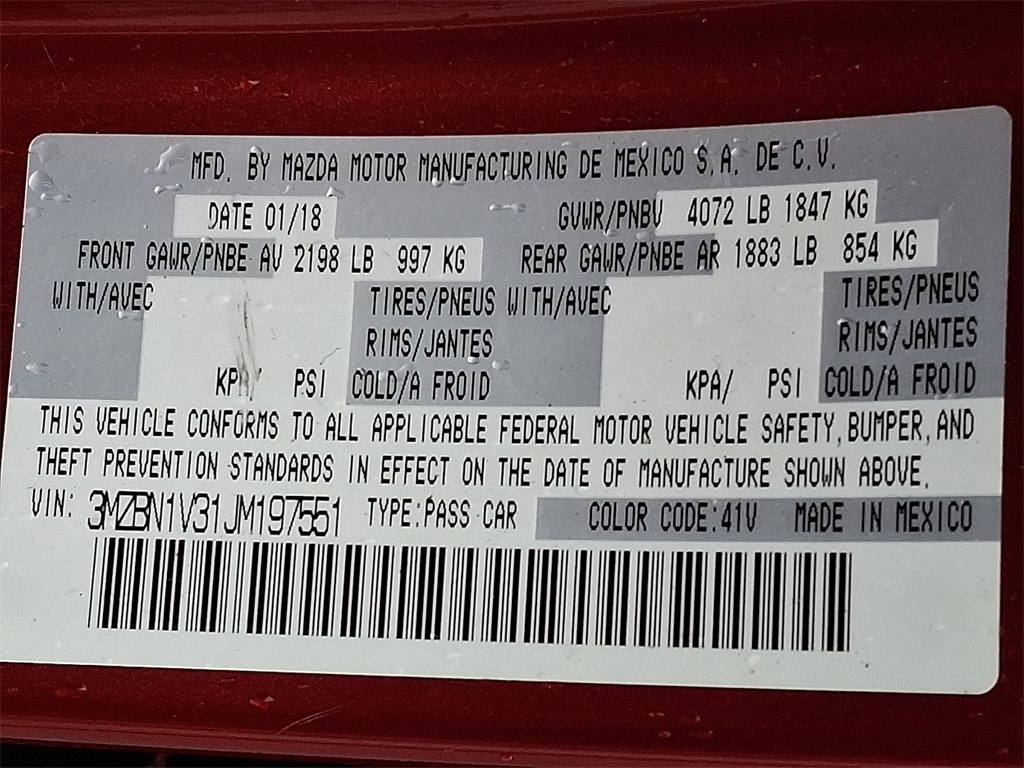 MFD. BY MAZDA MOTOR MANUFACTURING DE MEXICO S.A. DE C.V.
DATE 01/18 GVWR/PNBV 4072 LB 1847 KG
FRONT GAWR/PNBE AV 2198 LB 997 KG REAR GAWR/PNBE AR 1883 LB 854 KG
WITH/AVEC TIRES/PNEUS WITH/AVEC TIRES/PNEUS
RIMS/JANTES RIMS/JANTES
KPA/ PSI COLD/A FROID KPA/ PSI COLD/A FROID
THIS VEHICLE CONFORMS TO ALL APPLICABLE FEDERAL MOTOR VEHICLE SAFETY, BUMPER, AND
THEFT PREVENTION STANDARDS IN EFFECT ON THE DATE OF MANUFACTURE SHOWN ABOVE.
VIN: 3MZBN1V31JM197551 TYPE:PASS CAR COLOR CODE:41V MADE IN MEXICO